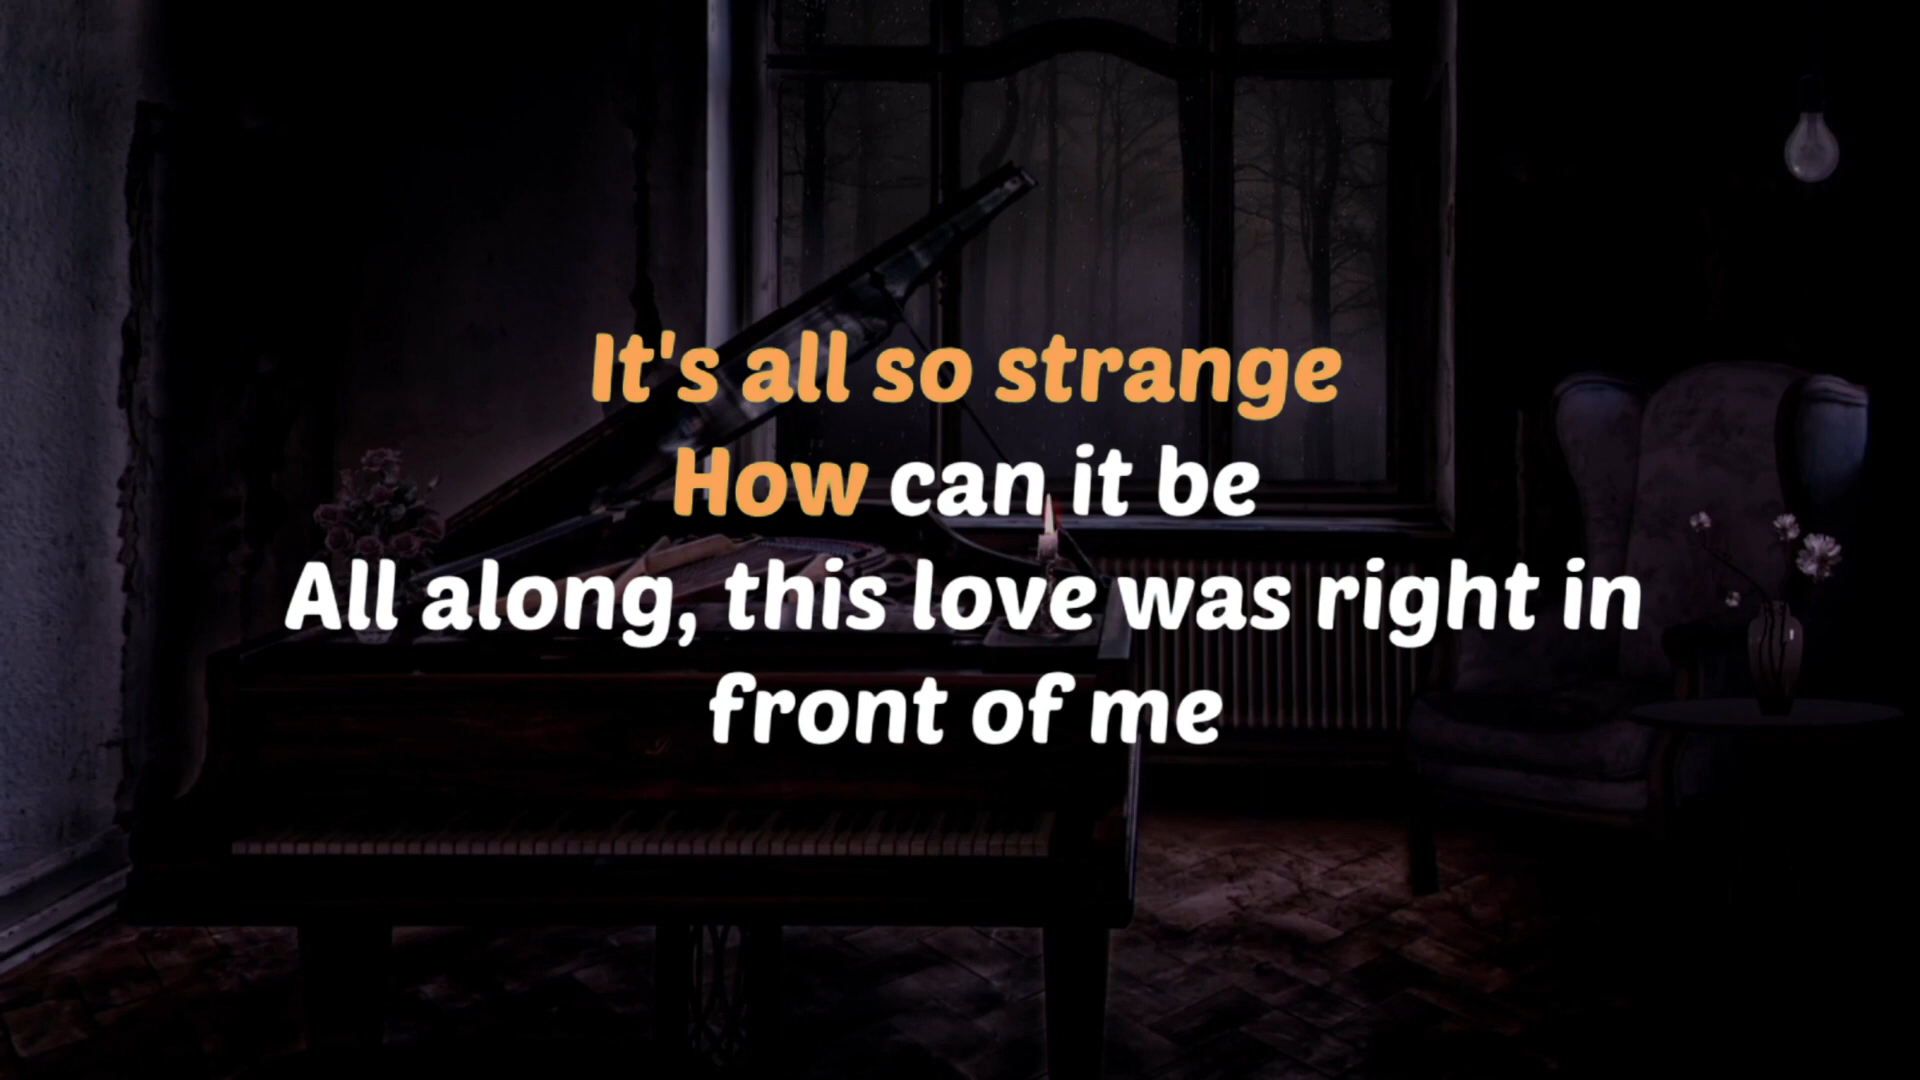 It's all so strange
How can it be
All along, this love was right in
front of me